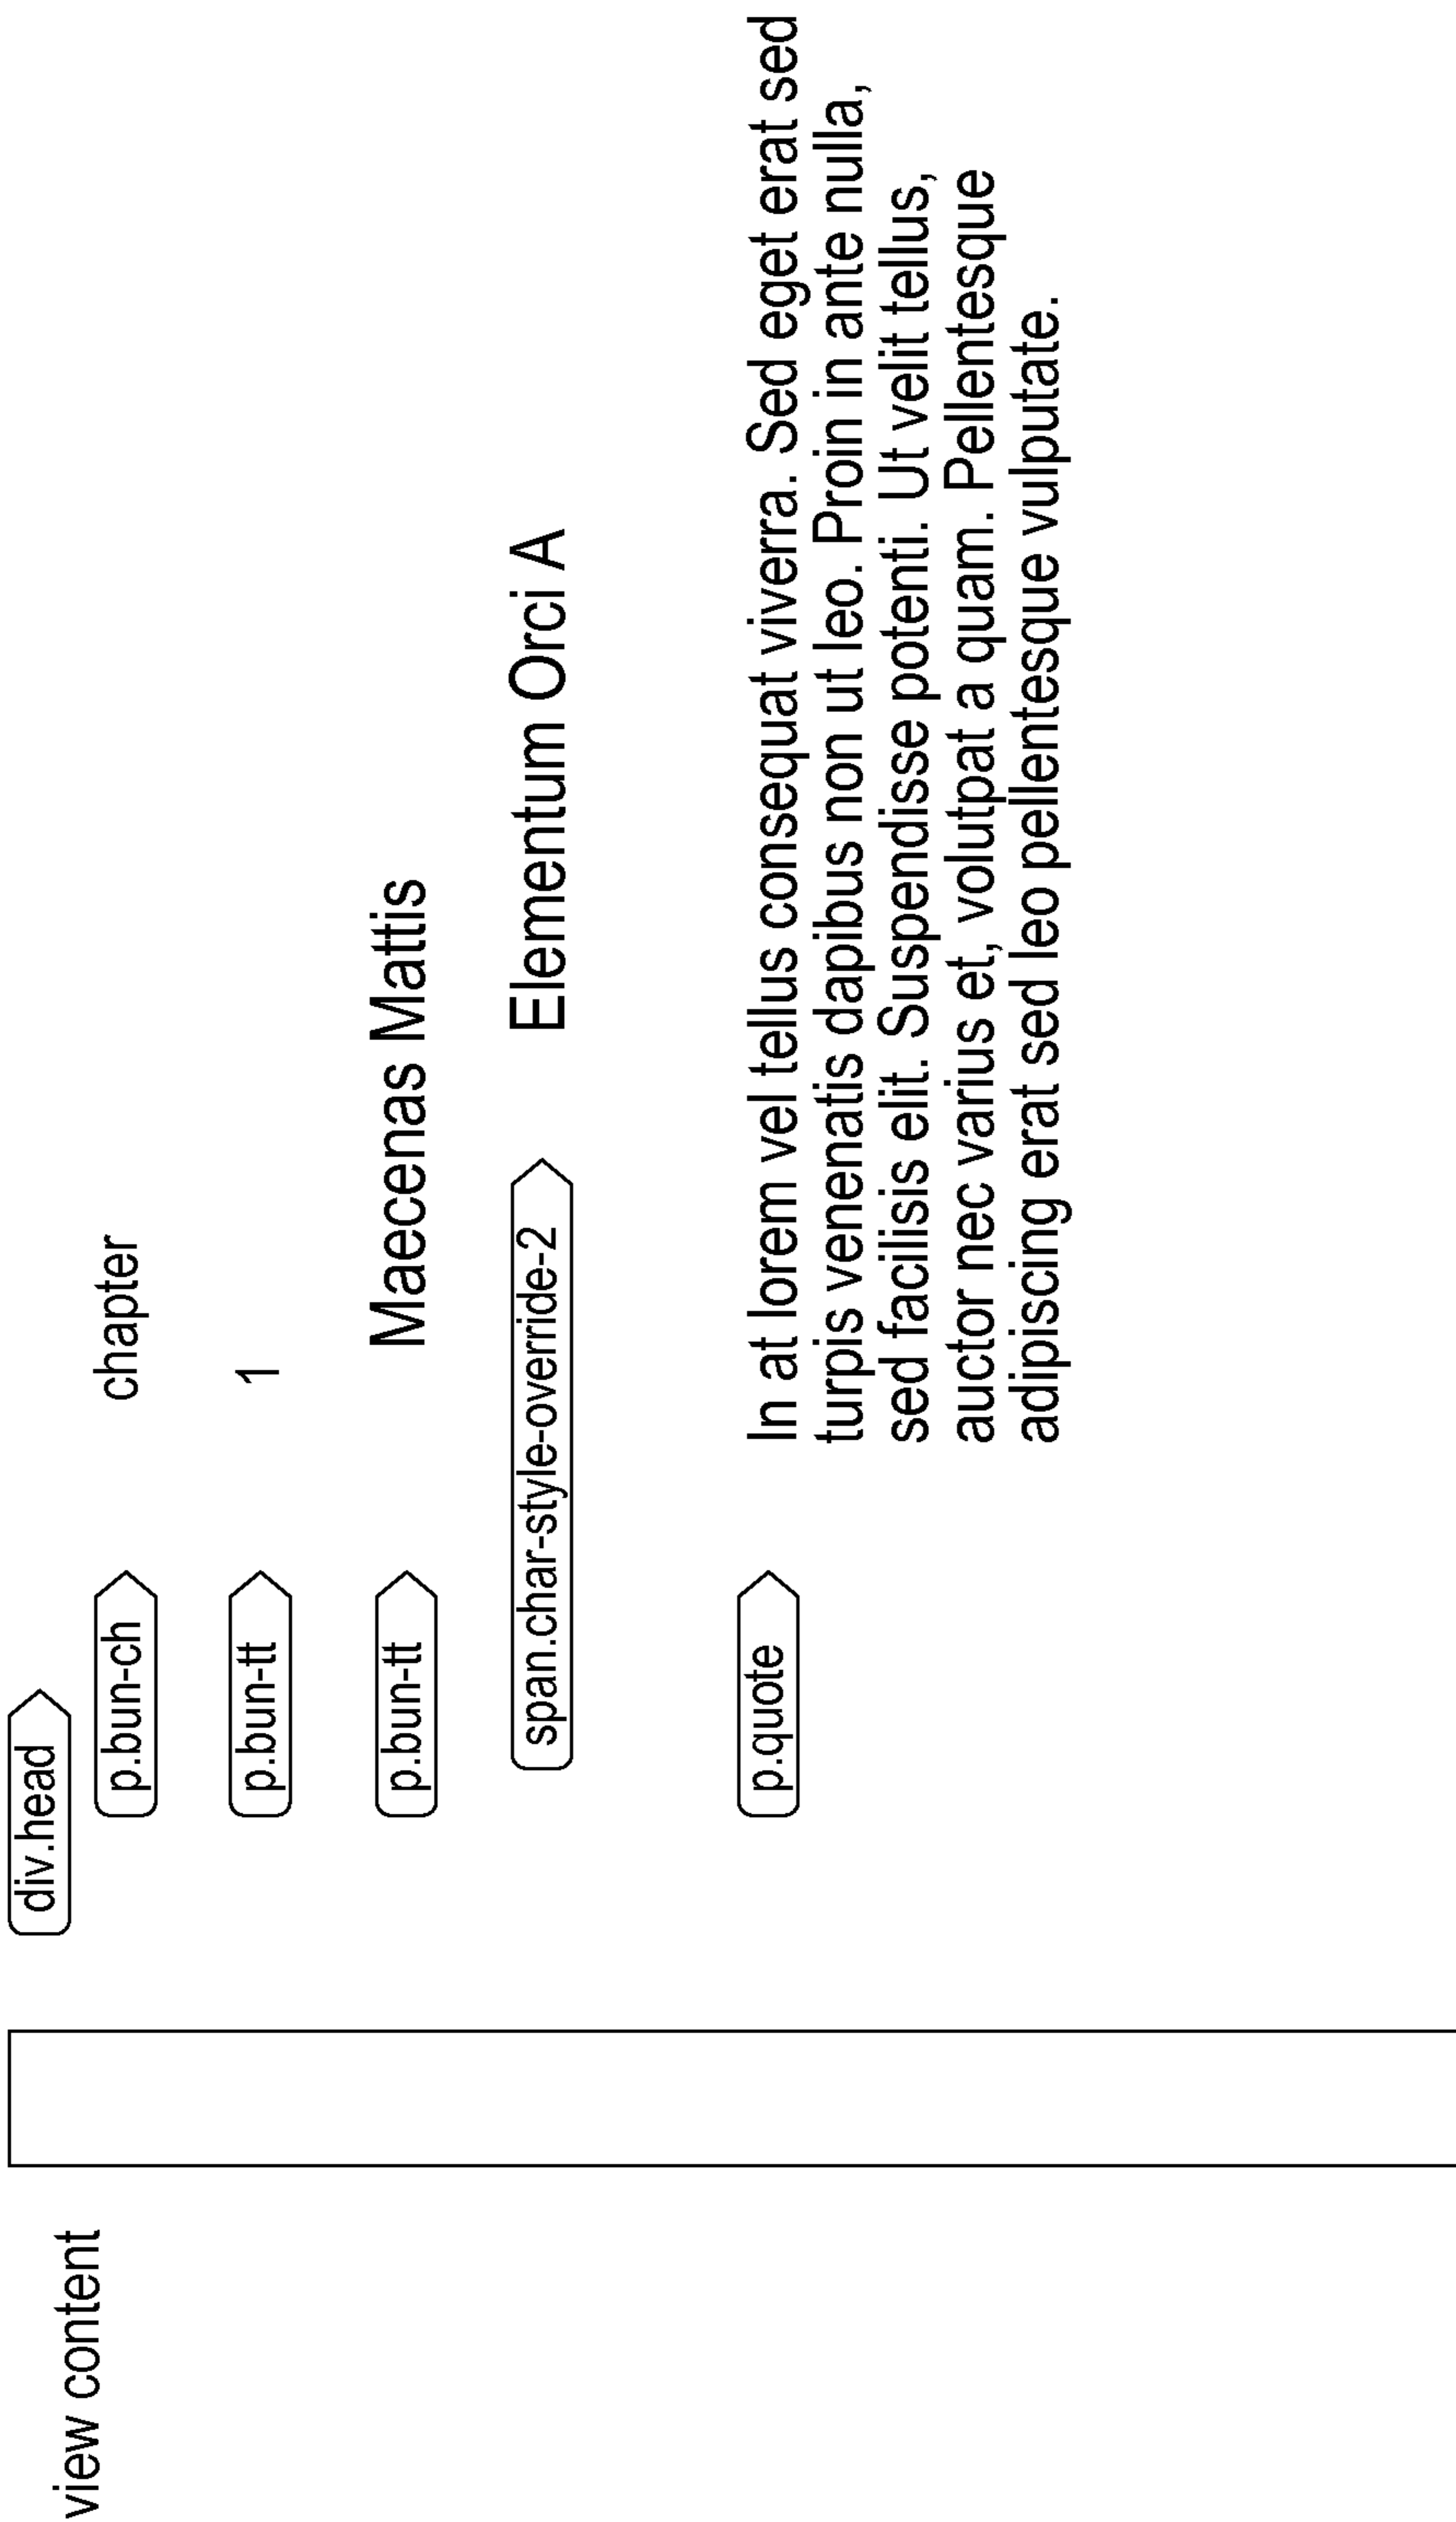 view content
div.head
p.bun-ch chapter
p.bun-tt 1
p.bun-tt Maecenas Mattis
span.char-style-override-2 Elementum Orci A
p.quote In at lorem vel tellus consequat viverra. Sed eget erat sed
turpis venenatis dapibus non ut leo. Proin in ante nulla,
sed facilisis elit. Suspendisse potenti. Ut velit tellus,
auctor nec varius et, volutpat a quam. Pellentesque
adipiscing erat sed leo pellentesque vulputate.